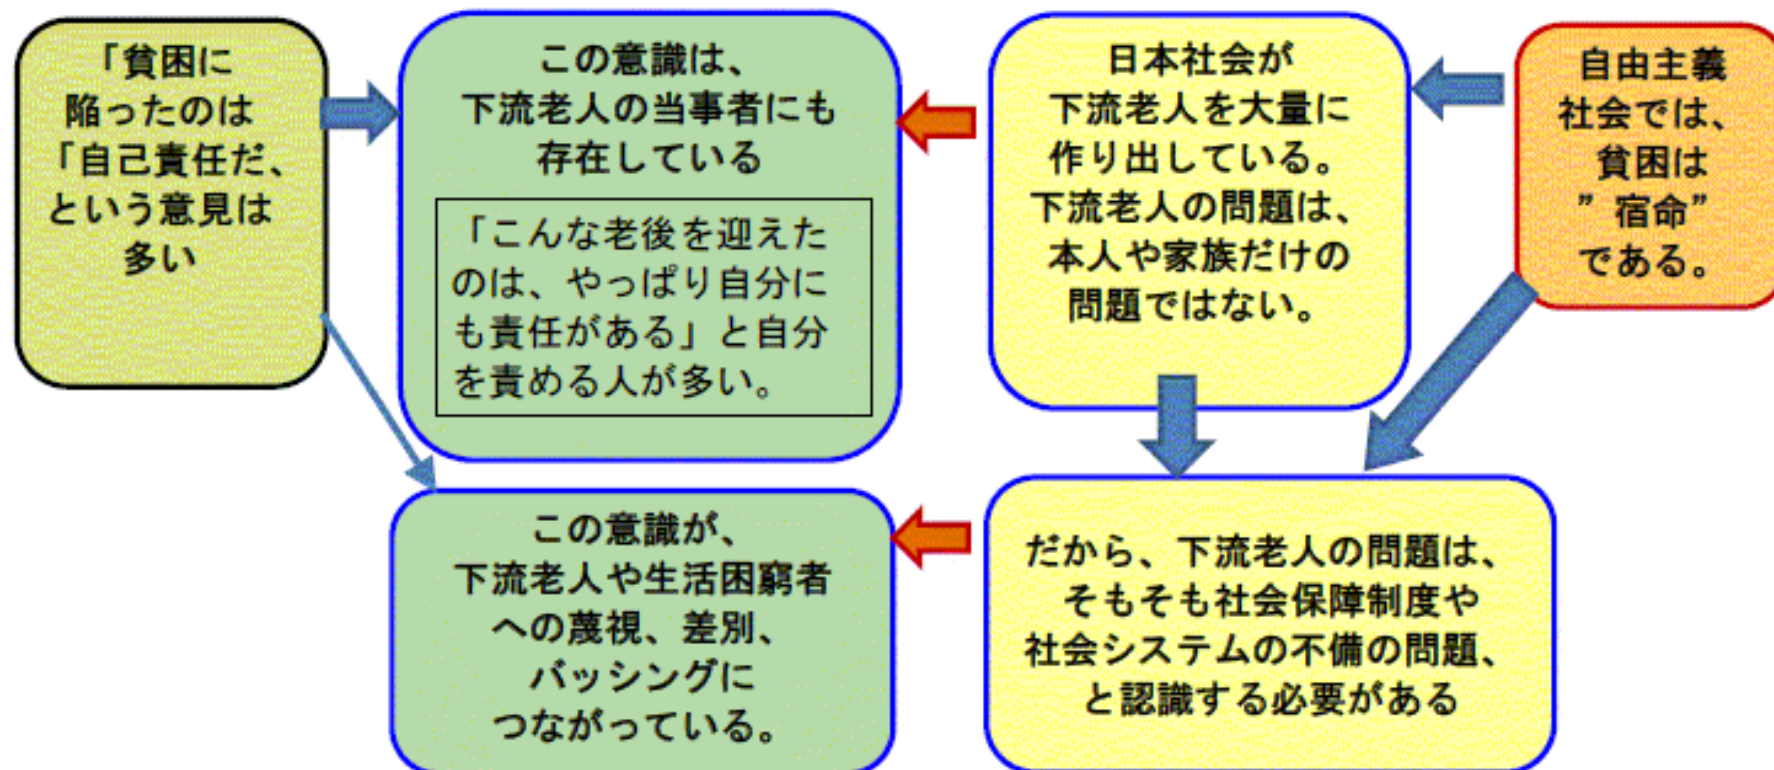 「貧困に
陥ったのは
「自己責任だ、
という意見は
多い
この意識は、
下流老人の当事者にも
存在している
「こんな老後を迎えた
のは、やっぱり自分に
も責任がある」と自分
を責める人が多い。
日本社会が
下流老人を大量に
作り出している。
下流老人の問題は、
本人や家族だけの
問題ではない。
自由主義
社会では、
貧困は
”宿命”
である。
この意識が、
下流老人や生活困窮者
への蔑視、差別、
バッシングに
つながっている。
だから、下流老人の問題は、
そもそも社会保障制度や
社会システムの不備の問題、
と認識する必要がある